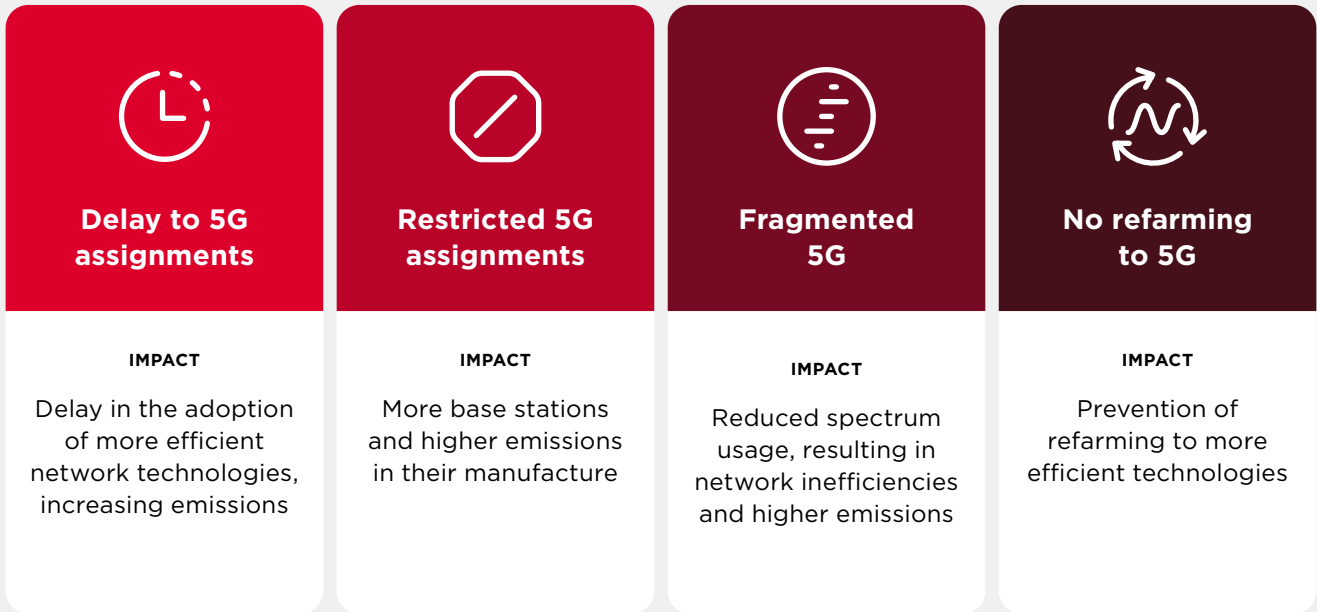 Delay to 5G
assignments
IMPACT
Delay in the adoption
of more efficient
network technologies,
increasing emissions
Restricted 5G
assignments
IMPACT
More base stations
and higher emissions
in their manufacture
Fragmented
5G
IMPACT
Reduced spectrum
usage, resulting in
network inefficiencies
and higher emissions
No refarming
to 5G
IMPACT
Prevention of
refarming to more
efficient technologies